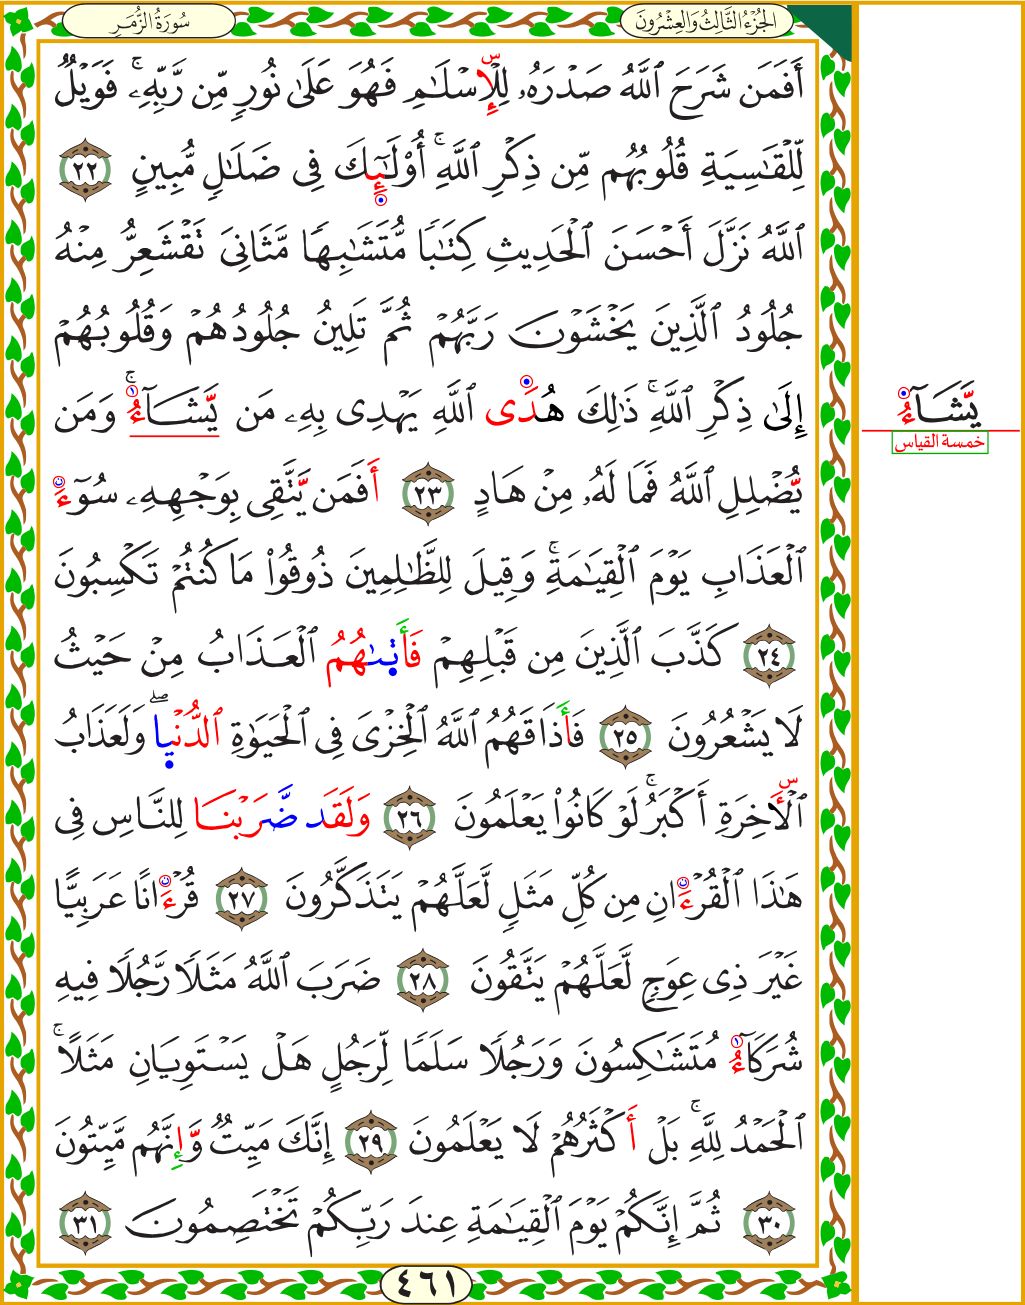 الجُزْءُ الثَّالِثُ وَالعِشْرُونَ
سُورَةُ الزُّمَرِ
أَفَمَن شَرَحَ ٱللَّهُ صَدْرَهُۥ لِلْإِسْلَـٰمِ فَهُوَ عَلَىٰ نُورٍ مِّن رَّبِّهِۦۚ فَوَيْلٌ
لِّلْقَـٰسِيَةِ قُلُوبُهُم مِّن ذِكْرِ ٱللَّهِۚ أُوْلَـٰٓئِكَ فِى ضَلَـٰلٍ مُّبِينٍ ٢٢
ٱللَّهُ نَزَّلَ أَحْسَنَ ٱلْحَدِيثِ كِتَـٰبًا مُّتَشَـٰبِهًا مَّثَانِىَ تَقْشَعِرُّ مِنْهُ
جُلُودُ ٱلَّذِينَ يَخْشَوْنَ رَبَّهُمْ ثُمَّ تَلِينُ جُلُودُهُمْ وَقُلُوبُهُمْ
إِلَىٰ ذِكْرِ ٱللَّهِۚ ذَٰلِكَ هُدَى ٱللَّهِ يَهْدِى بِهِۦ مَن يَّشَآءُۚ وَمَن
يُّضْلِلِ ٱللَّهُ فَمَا لَهُۥ مِنْ هَادٍ ٢٣ أَفَمَن يَّتَّقِى بِوَجْهِهِۦ سُوٓءَ
ٱلْعَذَابِ يَوْمَ ٱلْقِيَـٰمَةِۚ وَقِيلَ لِلظَّـٰلِمِينَ ذُوقُوا۟ مَا كُنتُمْ تَكْسِبُونَ
٢٤ كَذَّبَ ٱلَّذِينَ مِن قَبْلِهِمْ فَأَتَىٰهُمُ ٱلْعَذَابُ مِنْ حَيْثُ
لَا يَشْعُرُونَ ٢٥ فَأَذَاقَهُمُ ٱللَّهُ ٱلْخِزْىَ فِى ٱلْحَيَوٰةِ ٱلدُّنْيَاۖ وَلَعَذَابُ
ٱلْأَخِرَةِ أَكْبَرُۚ لَوْ كَانُوا۟ يَعْلَمُونَ ٢٦ وَلَقَد ضَّرَبْنَا لِلنَّاسِ فِى
هَـٰذَا ٱلْقُرْءَانِ مِن كُلِّ مَثَلٍ لَّعَلَّهُمْ يَتَذَكَّرُونَ ٢٧ قُرْءَانًا عَرَبِيًّا
غَيْرَ ذِى عِوَجٍ لَّعَلَّهُمْ يَتَّقُونَ ٢٨ ضَرَبَ ٱللَّهُ مَثَلًا رَّجُلًا فِيهِ
شُرَكَآءُ مُتَشَـٰكِسُونَ وَرَجُلًا سَلَمًا لِّرَجُلٍ هَلْ يَسْتَوِيَانِ مَثَلًاۚ
ٱلْحَمْدُ لِلَّهِۚ بَلْ أَكْثَرُهُمْ لَا يَعْلَمُونَ ٢٩ إِنَّكَ مَيِّتٌ وَّإِنَّهُم مَّيِّتُونَ
٣٠ ثُمَّ إِنَّكُمْ يَوْمَ ٱلْقِيَـٰمَةِ عِندَ رَبِّكُمْ تَخْتَصِمُونَ ٣١
٤٦١
يَّشَآءُ
خمسة القياس